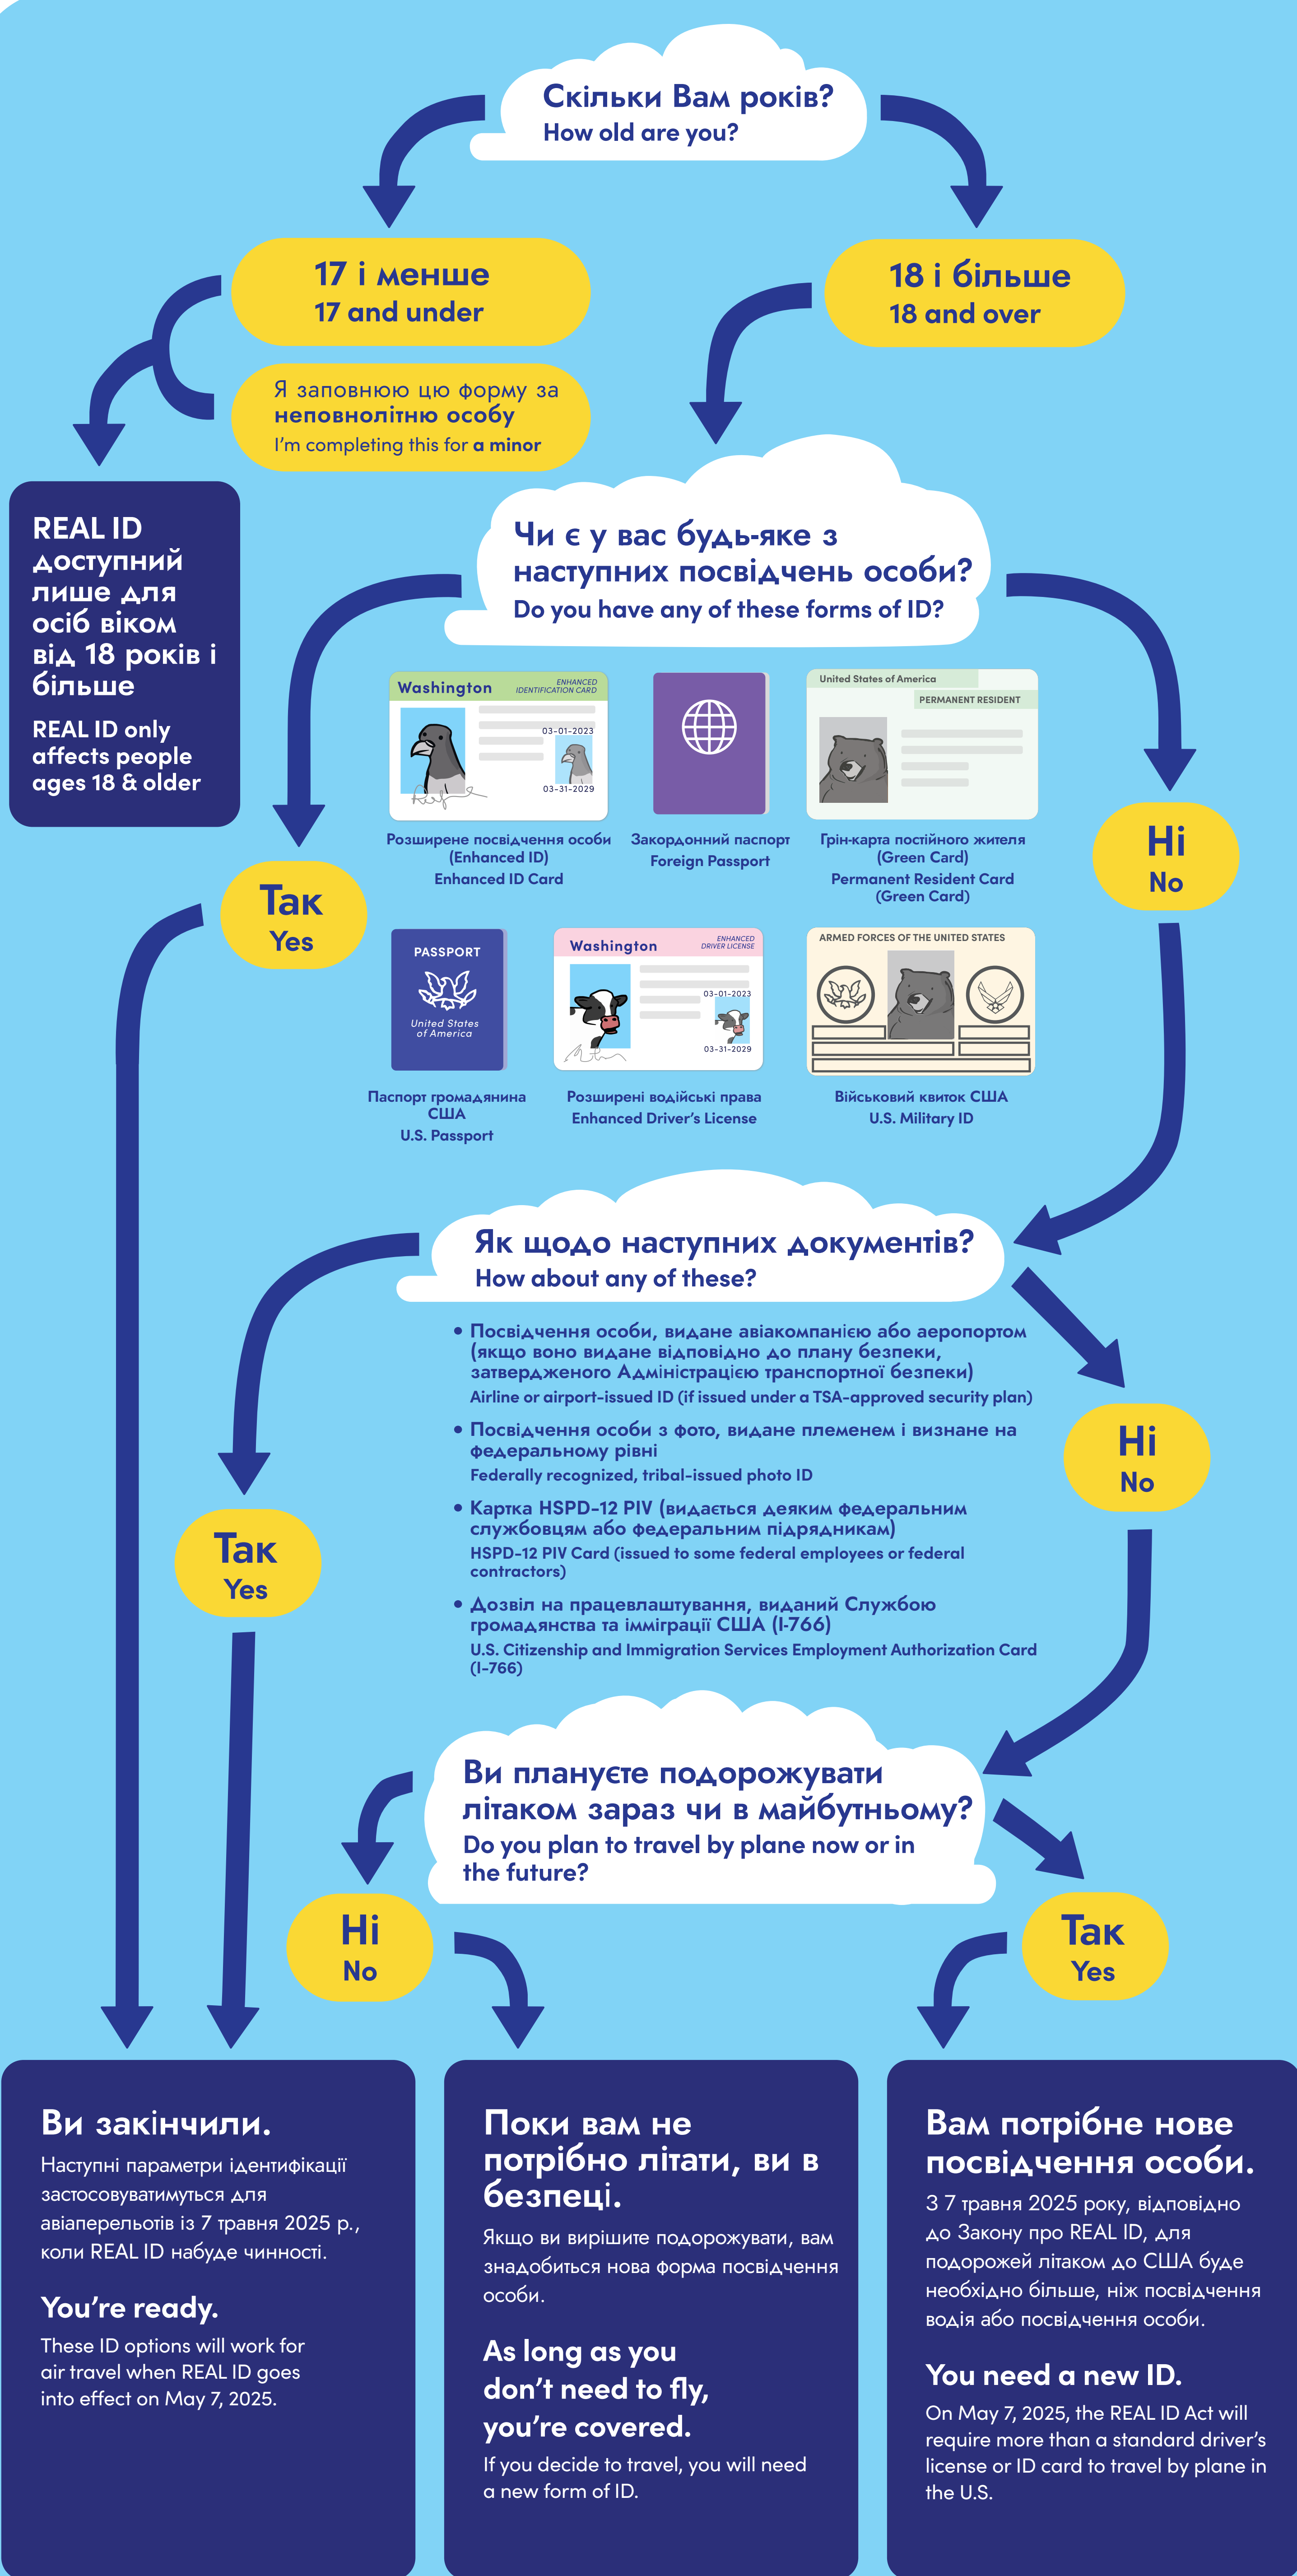 Скільки Вам років?
How old are you?
17 і менше
17 and under
18 і більше
18 and over
Я заповнюю цю форму за
неповнолітню особу
I'm completing this for a minor
REAL ID
доступний
лише для
осіб віком
від 18 років і
більше
REAL ID only
affects people
ages 18 & older
Чи є у вас будь-яке з
наступних посвідчень особи?
Do you have any of these forms of ID?
Washington
ENHANCED
IDENTIFICATION CARD
03-01-2023
03-31-2029
Розширене посвідчення особи
(Enhanced ID)
Enhanced ID Card
Закордонний паспорт
Foreign Passport
United States of America
PERMANENT RESIDENT
Грін-карта постійного жителя
(Green Card)
Permanent Resident Card
(Green Card)
Ні
No
Так
Yes
PASSPORT
United States
of America
Паспорт громадянина
США
U.S. Passport
Washington
ENHANCED
DRIVER LICENSE
03-01-2023
03-31-2029
Розширені водійські права
Enhanced Driver's License
ARMED FORCES OF THE UNITED STATES
Військовий квиток США
U.S. Military ID
Як щодо наступних документів?
How about any of these?
• Посвідчення особи, видане авіакомпанією або аеропортом
(якщо воно видане відповідно до плану безпеки,
затвердженого Адміністрацією транспортної безпеки)
Airline or airport-issued ID (if issued under a TSA-approved security plan)
• Посвідчення особи з фото, видане племенем і визнане на
федеральному рівні
Federally recognized, tribal-issued photo ID
• Картка HSPD-12 PIV (видається деяким федеральним
службовцям або федеральним підрядникам)
HSPD-12 PIV Card (issued to some federal employees or federal
contractors)
• Дозвіл на працевлаштування, виданий Службою
громадянства та імміграції США (I-766)
U.S. Citizenship and Immigration Services Employment Authorization Card
(I-766)
Ні
No
Так
Yes
Ви плануєте подорожувати
літаком зараз чи в майбутньому?
Do you plan to travel by plane now or in
the future?
Ні
No
Так
Yes
Ви закінчили.
Наступні параметри ідентифікації
застосовуватимуться для
авіаперельотів із 7 травня 2025 р.,
коли REAL ID набуде чинності.
You're ready.
These ID options will work for
air travel when REAL ID goes
into effect on May 7, 2025.
Поки вам не
потрібно літати, ви в
безпеці.
Якщо ви вирішите подорожувати, вам
знадобиться нова форма посвідчення
особи.
As long as you
don't need to fly,
you're covered.
If you decide to travel, you will need
a new form of ID.
Вам потрібне нове
посвідчення особи.
З 7 травня 2025 року, відповідно
до Закону про REAL ID, для
подорожей літаком до США буде
необхідно більше, ніж посвідчення
водія або посвідчення особи.
You need a new ID.
On May 7, 2025, the REAL ID Act will
require more than a standard driver's
license or ID card to travel by plane in
the U.S.